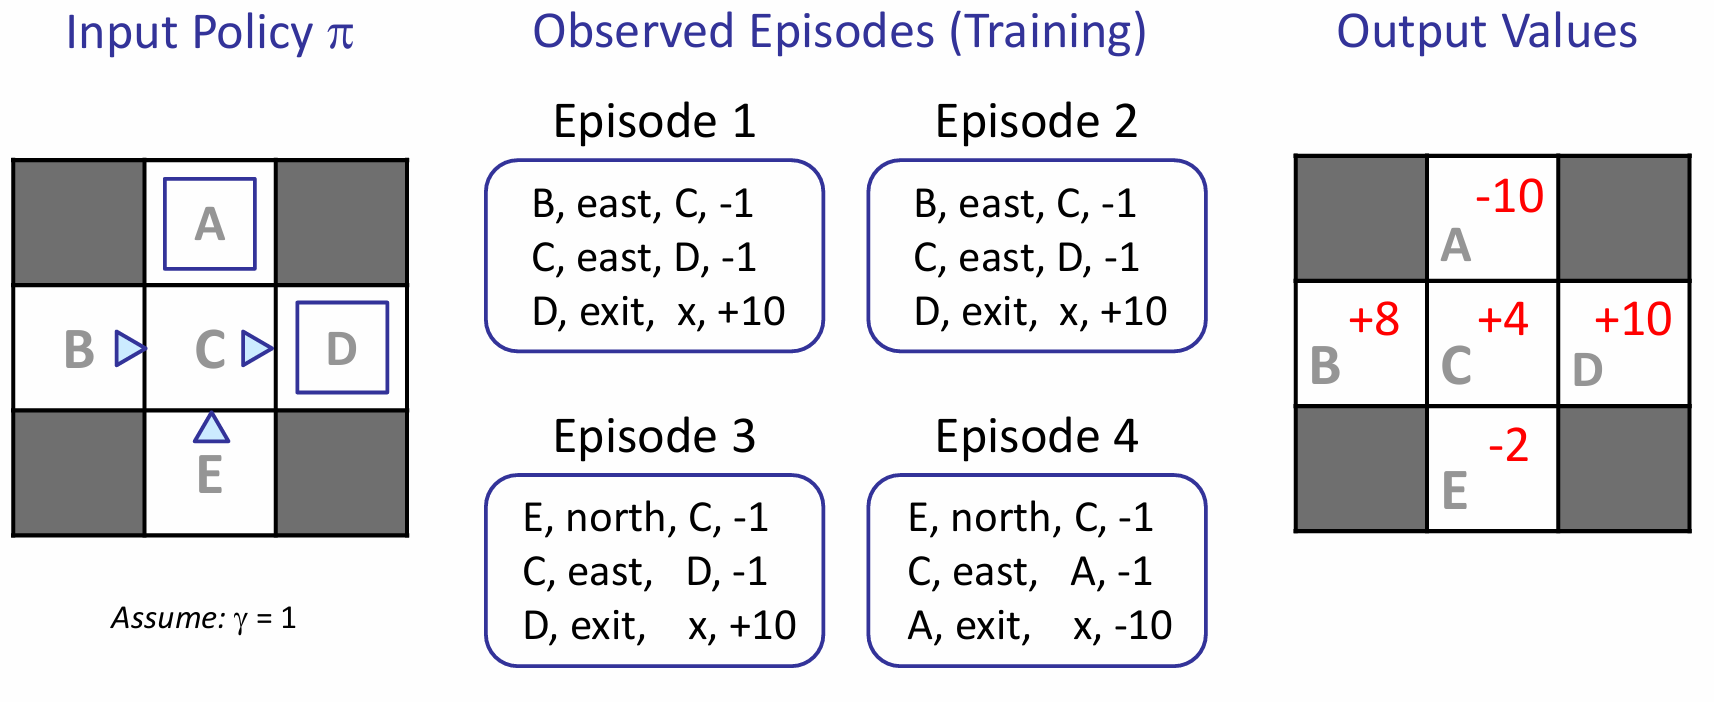 Input Policy π
A
B
C
D
E
Assume: γ = 1
Observed Episodes (Training)
Episode 1
B, east, C, -1
C, east, D, -1
D, exit, x, +10
Episode 2
B, east, C, -1
C, east, D, -1
D, exit, x, +10
Episode 3
E, north, C, -1
C, east, D, -1
D, exit, x, +10
Episode 4
E, north, C, -1
C, east, A, -1
A, exit, x, -10
Output Values
-10
A
+8
B
+4
C
+10
D
-2
E